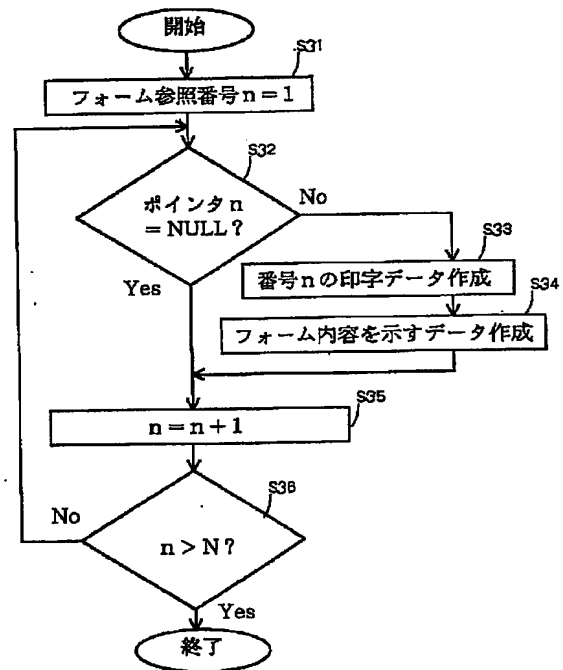 開始
S31
フォーム参照番号n=1
S32
ポインタn
=NULL?
No
Yes
S33
番号nの印字データ作成
S34
フォーム内容を示すデータ作成
S35
n=n+1
S36
No
n>N?
Yes
終了